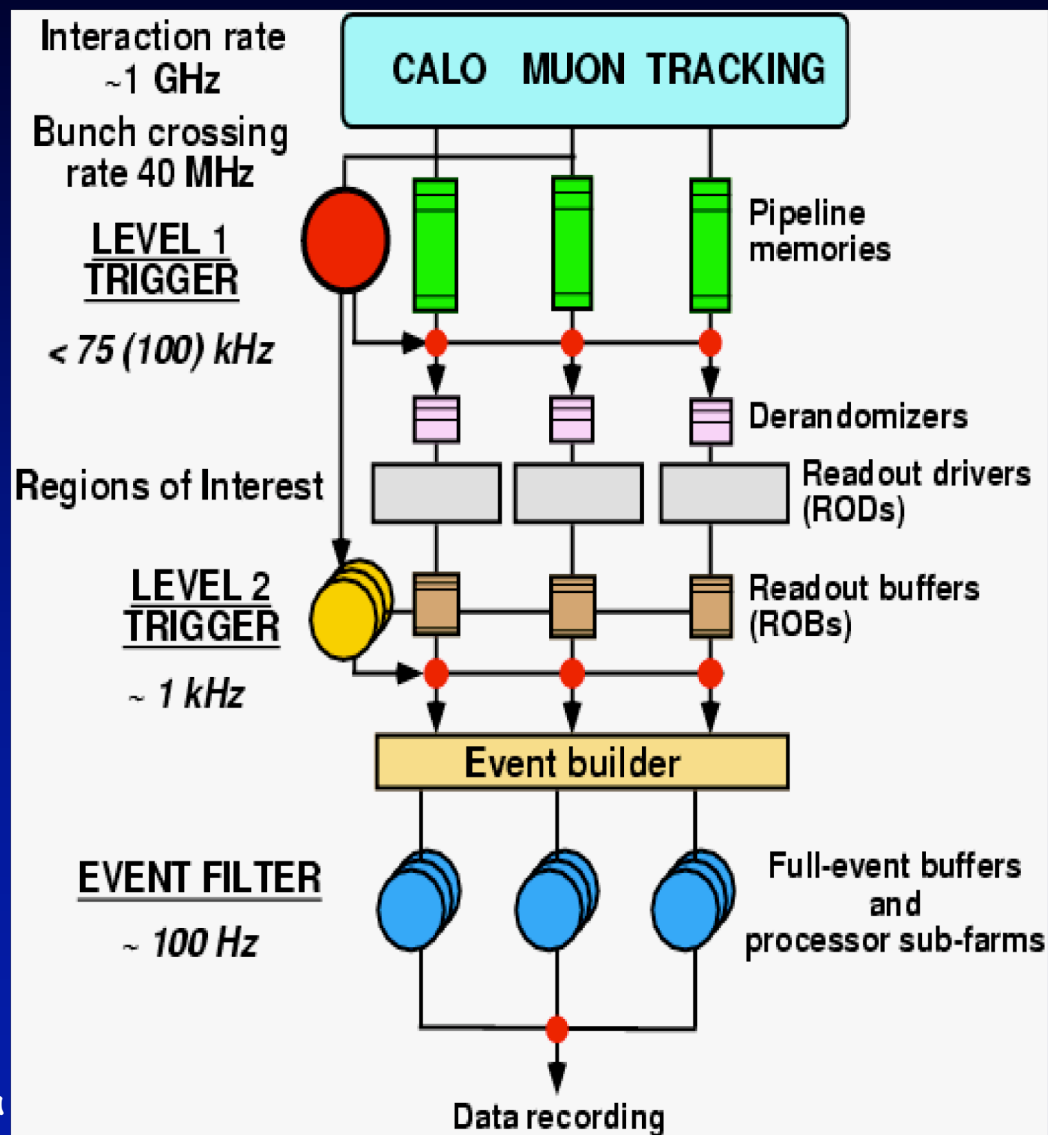 Interaction rate
~1 GHz
Bunch crossing
rate 40 MHz
CALO MUON TRACKING
LEVEL 1
TRIGGER
< 75 (100) kHz
Pipeline
memories
Derandomizers
Regions of Interest
Readout drivers
(RODs)
LEVEL 2
TRIGGER
~ 1 kHz
Readout buffers
(ROBs)
Event builder
EVENT FILTER
~ 100 Hz
Full-event buffers
and
processor sub-farms
Data recording